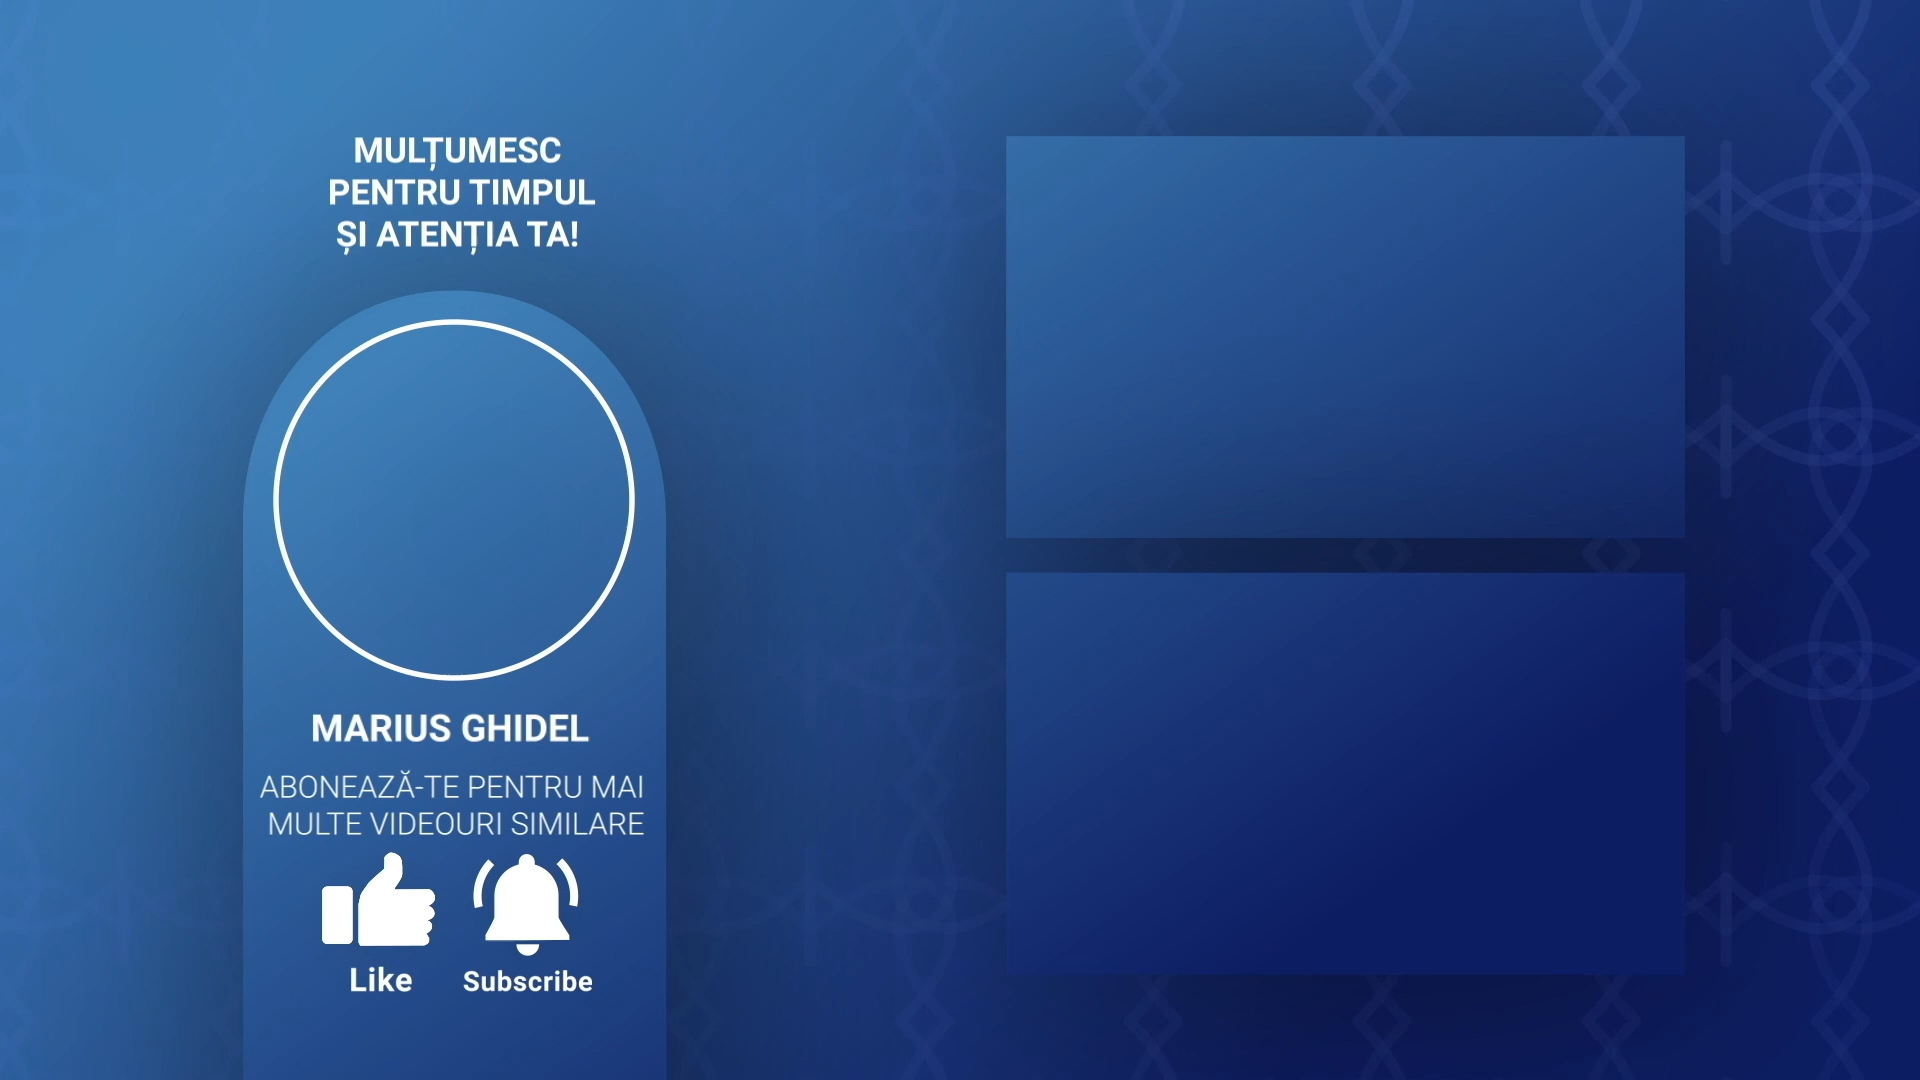 MULȚUMESC
PENTRU TIMPUL
ȘI ATENȚIA TA!
MARIUS GHIDEL
ABONEAZĂ-TE PENTRU MAI
MULTE VIDEOURI SIMILARE
Like
Subscribe